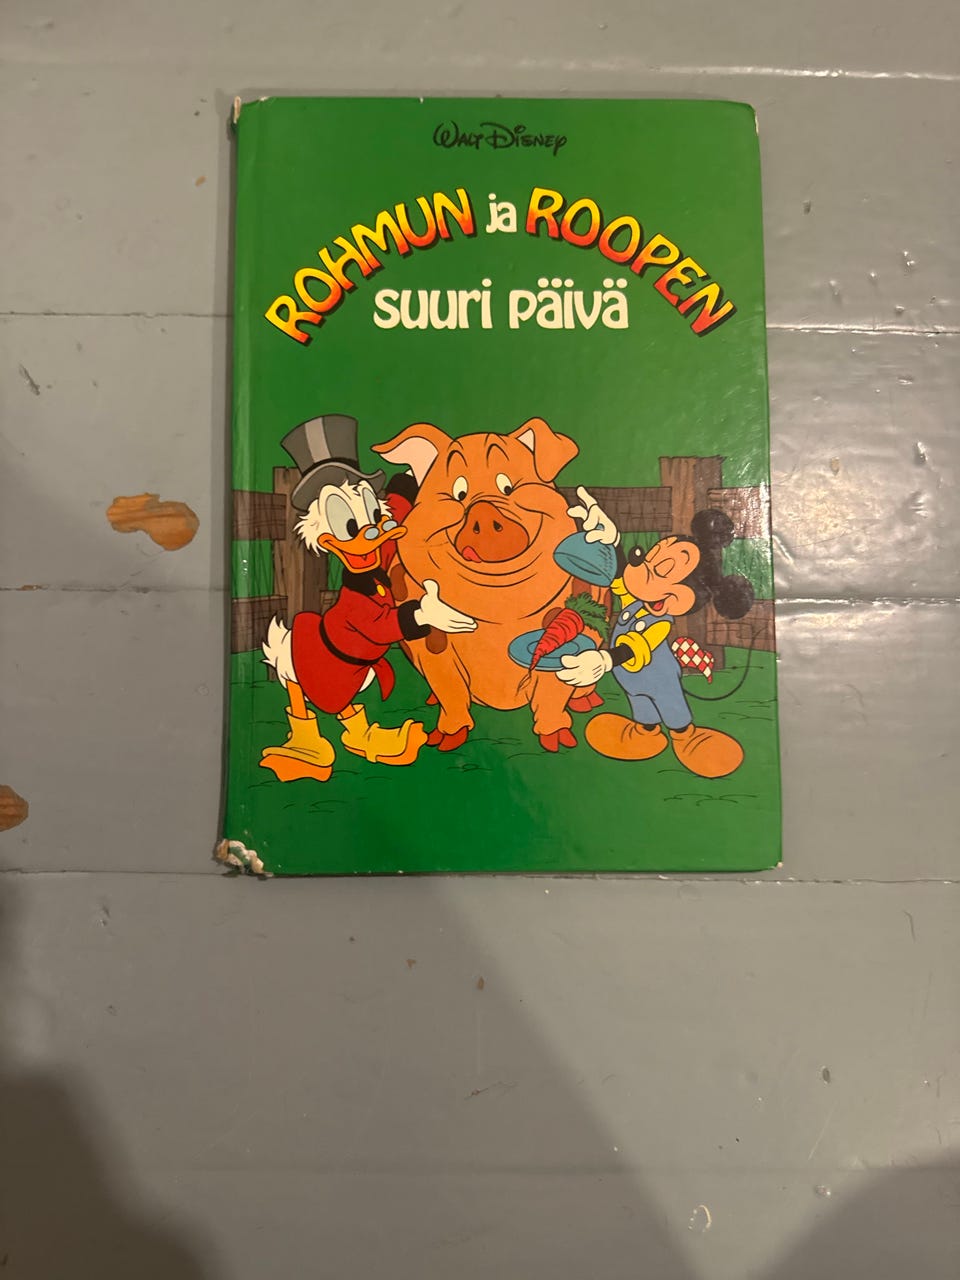 Walt Disney
ROHMUN ja ROOPEN
suuri päivä